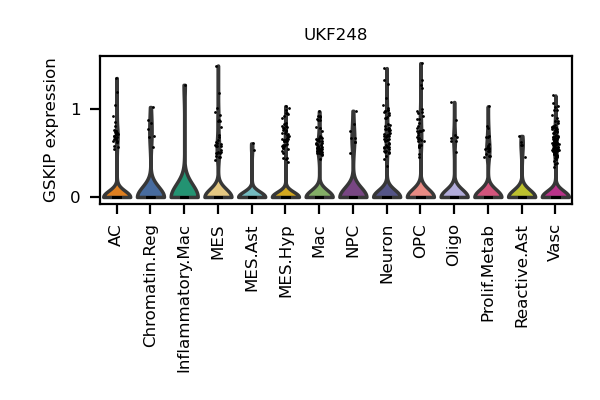 UKF248
GSKIP expression
1
0
AC
Chromatin.Reg
Inflammatory.Mac
MES
MES.Ast
MES.Hyp
Mac
NPC
Neuron
OPC
Oligo
Prolif.Metab
Reactive.Ast
Vasc